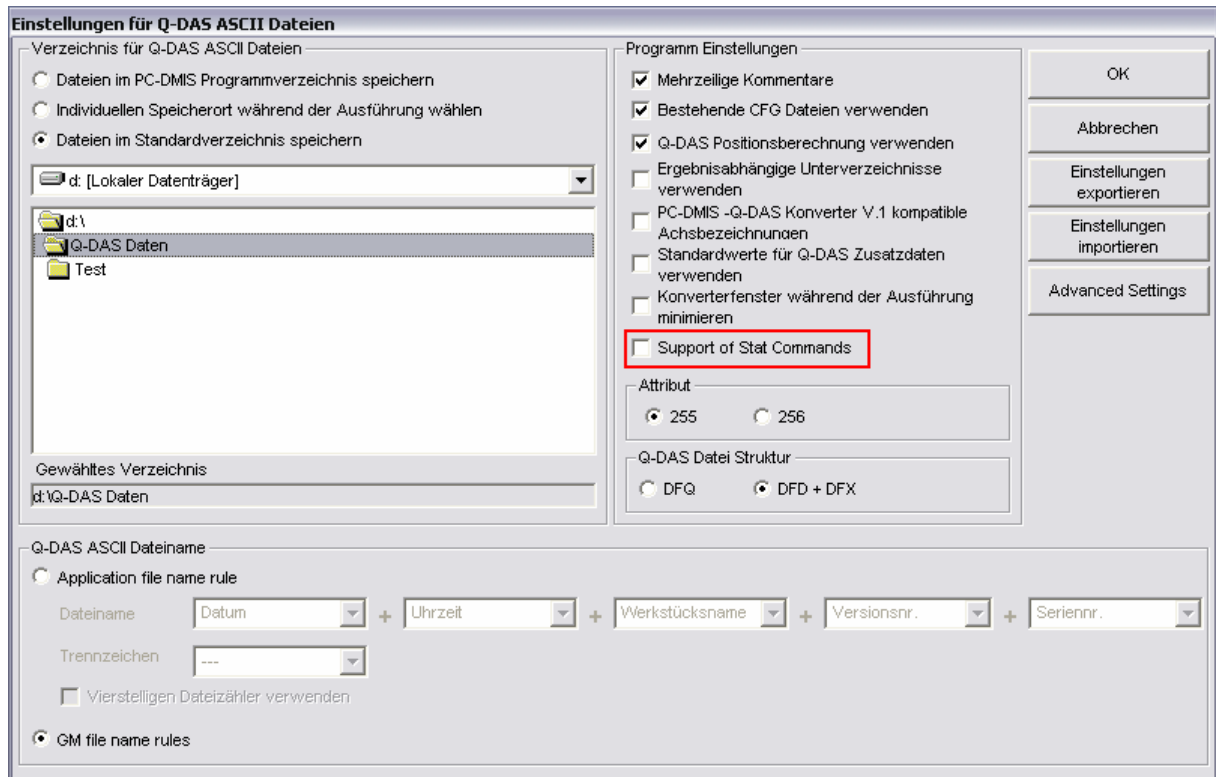 Einstellungen für Q-DAS ASCII Dateien
Verzeichnis für Q-DAS ASCII Dateien
Dateien im PC-DMIS Programmverzeichnis speichern
Individuellen Speicherort während der Ausführung wählen
Dateien im Standardverzeichnis speichern
d: [Lokaler Datenträger]
d:\
Q-DAS Daten
Test
Gewähltes Verzeichnis
d:\Q-DAS Daten
Programm Einstellungen
Mehrzeilige Kommentare
Bestehende CFG Dateien verwenden
Q-DAS Positionsberechnung verwenden
Ergebnisabhängige Unterverzeichnisse
verwenden
PC-DMIS -Q-DAS Konverter V.1 kompatible
Achsbezeichnungen
Standardwerte für Q-DAS Zusatzdaten
verwenden
Konverterfenster während der Ausführung
minimieren
Support of Stat Commands
Attribut
255 256
Q-DAS Datei Struktur
DFQ DFD + DFX
OK
Abbrechen
Einstellungen
exportieren
Einstellungen
importieren
Advanced Settings
Q-DAS ASCII Dateiname
Application file name rule
Dateiname Datum + Uhrzeit + Werkstücksname + Versionsnr. + Seriennr.
Trennzeichen ---
Vierstelligen Dateizähler verwenden
GM file name rules